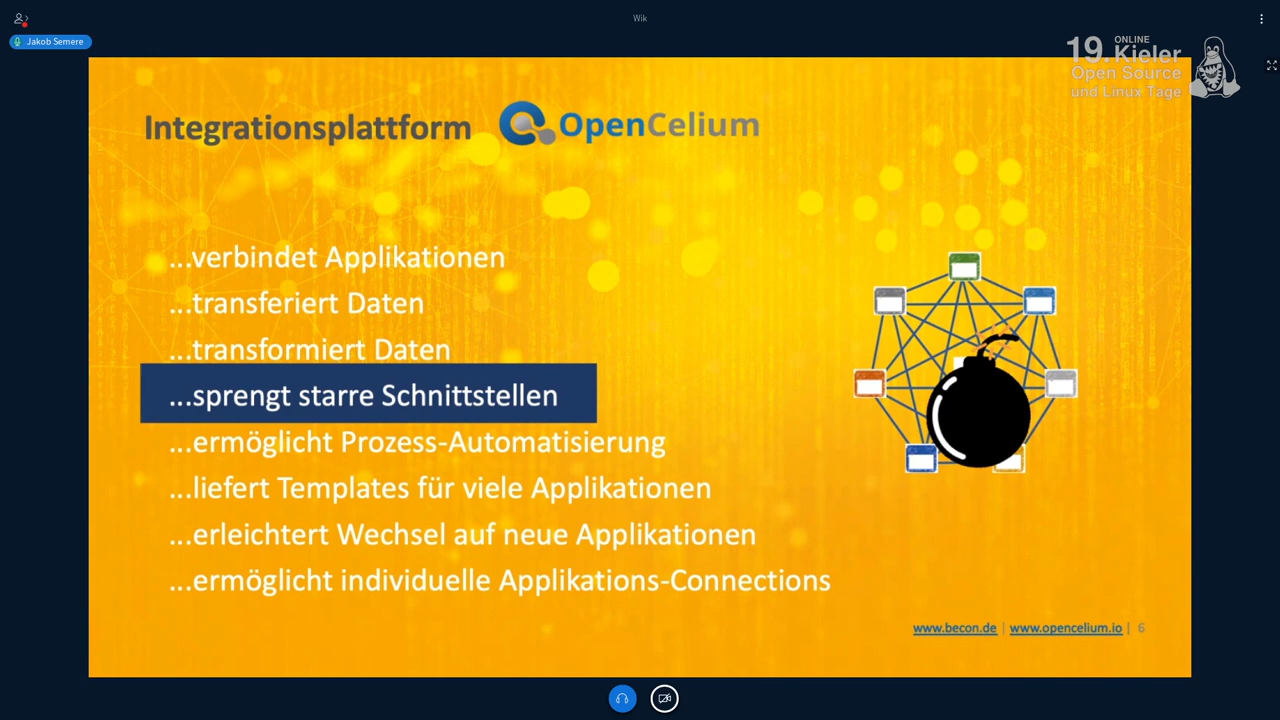 Wik
Jakob Semere
19. ONLINE
Kieler
Open Source
und Linux Tage
Integrationsplattform OpenCelium
...verbindet Applikationen
...transferiert Daten
...transformiert Daten
...sprengt starre Schnittstellen
...ermöglicht Prozess-Automatisierung
...liefert Templates für viele Applikationen
...erleichtert Wechsel auf neue Applikationen
...ermöglicht individuelle Applikations-Connections
www.becon.de | www.opencelium.io | 6